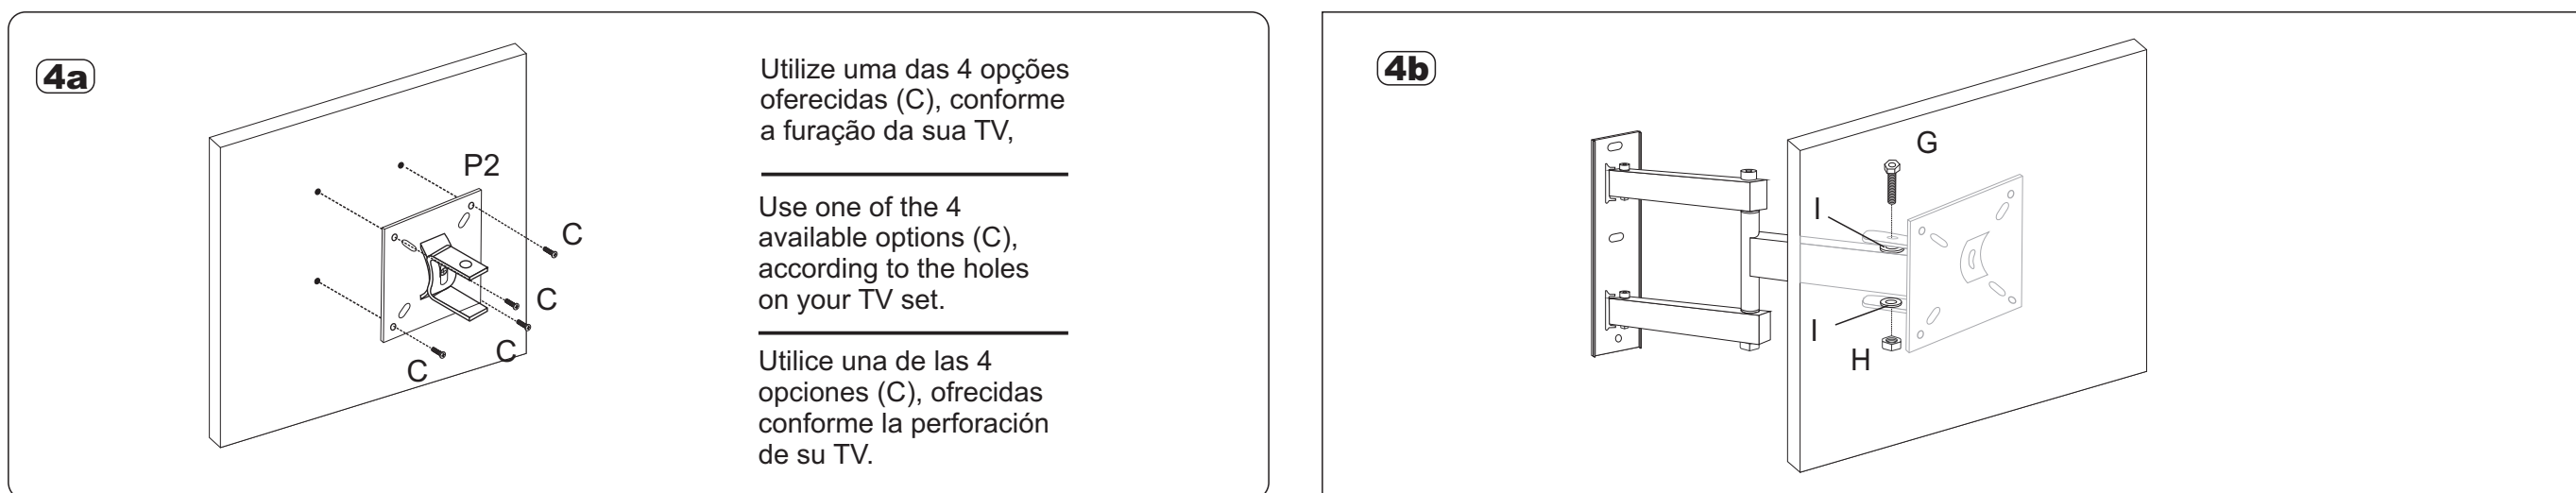 4a
P2
C
C
C
C
Utilize uma das 4 opções
oferecidas (C), conforme
a furação da sua TV,
Use one of the 4
available options (C),
according to the holes
on your TV set.
Utilice una de las 4
opciones (C), ofrecidas
conforme la perforación
de su TV.
4b
G
I
I
H